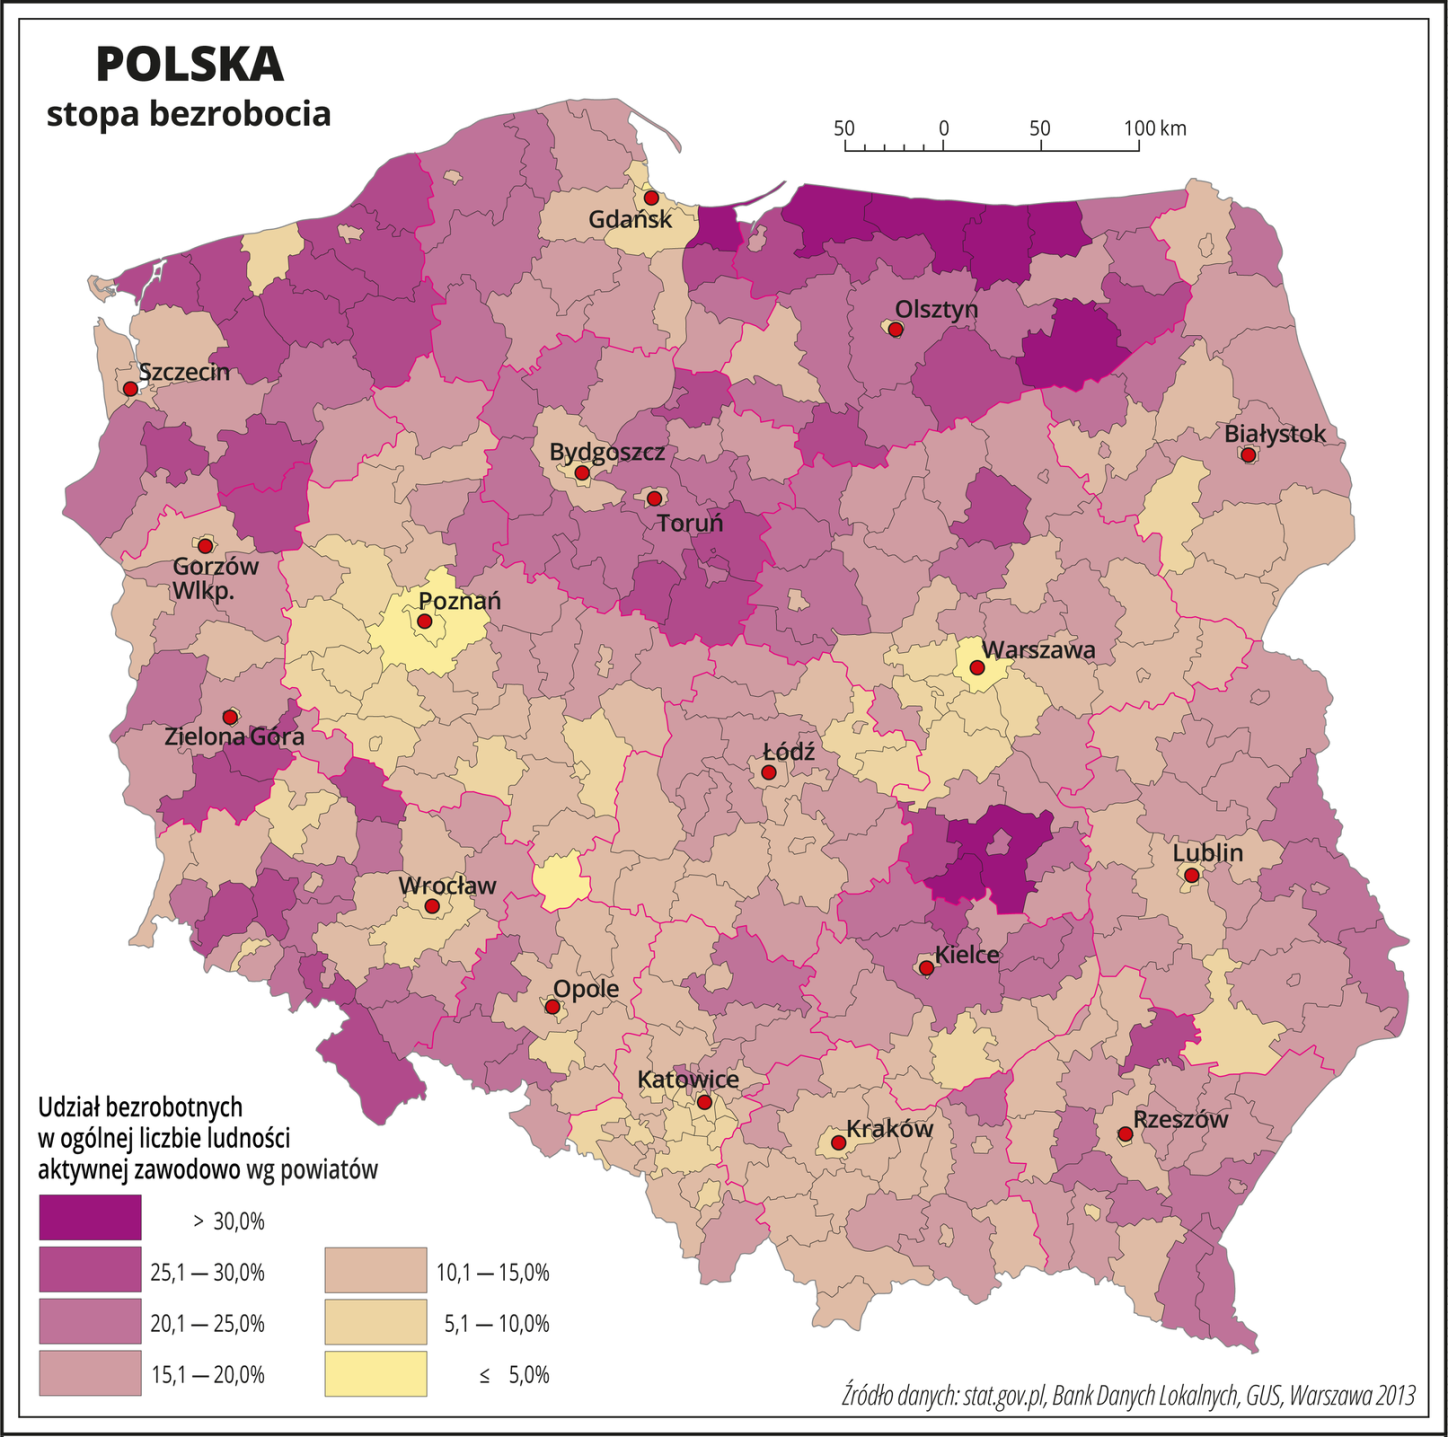 POLSKA
stopa bezrobocia
50 0 50 100 km
Gdańsk
Olsztyn
Szczecin
Białystok
Bydgoszcz
Toruń
Gorzów
Wlkp.
Poznań
Warszawa
Zielona Góra
Łódź
Lublin
Wrocław
Kielce
Opole
Katowice
Kraków
Rzeszów
Udział bezrobotnych
w ogólnej liczbie ludności
aktywnej zawodowo wg powiatów
> 30,0%
25,1 — 30,0%
20,1 — 25,0%
15,1 — 20,0%
10,1 — 15,0%
5,1 — 10,0%
≤ 5,0%
Źródło danych: stat.gov.pl, Bank Danych Lokalnych, GUS, Warszawa 2013